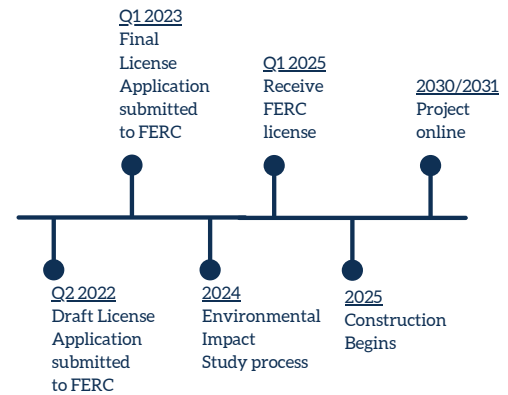 Q1 2023
Final
License
Application
submitted
to FERC
Q1 2025
Receive
FERC
license
2030/2031
Project
online
Q2 2022
Draft License
Application
submitted
to FERC
2024
Environmental
Impact
Study process
2025
Construction
Begins